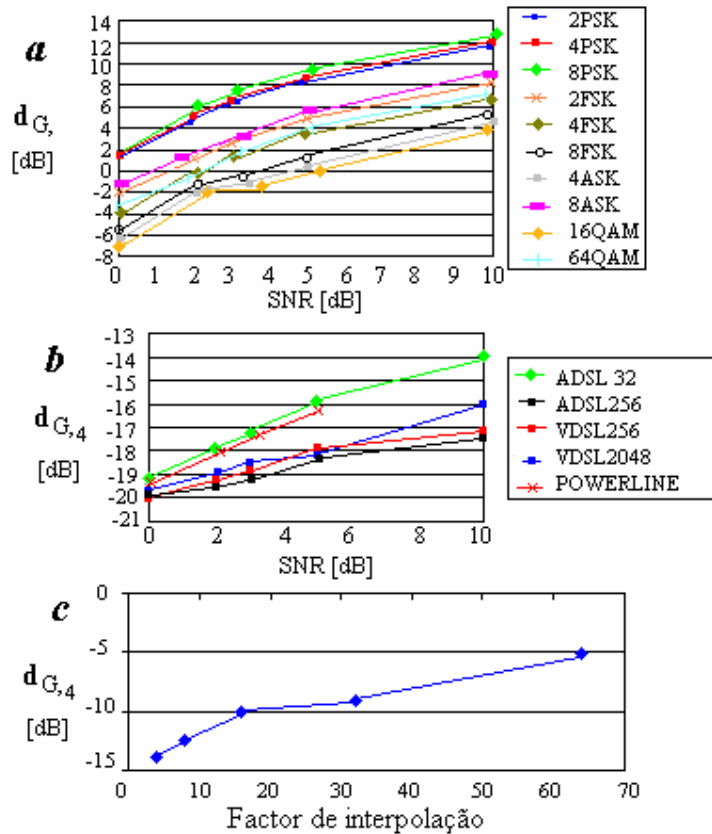 a
d G,
[dB]
14
12
10
8
6
4
2
0
-2
-4
-6
-8
0 1 2 3 4 5 6 7 8 9 10
SNR [dB]
2PSK
4PSK
8PSK
2FSK
4FSK
8FSK
4ASK
8ASK
16QAM
64QAM
b
d G,4
[dB]
-13
-14
-15
-16
-17
-18
-19
-20
-21
0 2 4 6 8 10
SNR [dB]
ADSL 32
ADSL256
VDSL256
VDSL2048
POWERLINE
c
d G,4
[dB]
0
-5
-10
-15
0 10 20 30 40 50 60 70
Factor de interpolação